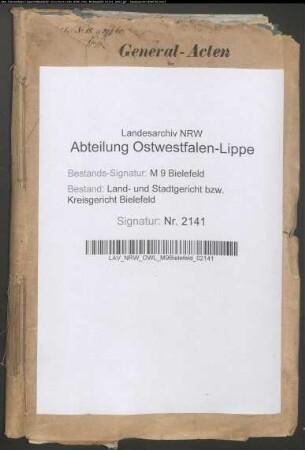 General-Acten
Landesarchiv NRW
Abteilung Ostwestfalen-Lippe
Bestands-Signatur: M 9 Bielefeld
Bestand: Land- und Stadtgericht bzw.
Kreisgericht Bielefeld
Signatur: Nr. 2141
LAV_NRW_OWL_M9Bielefeld_02141